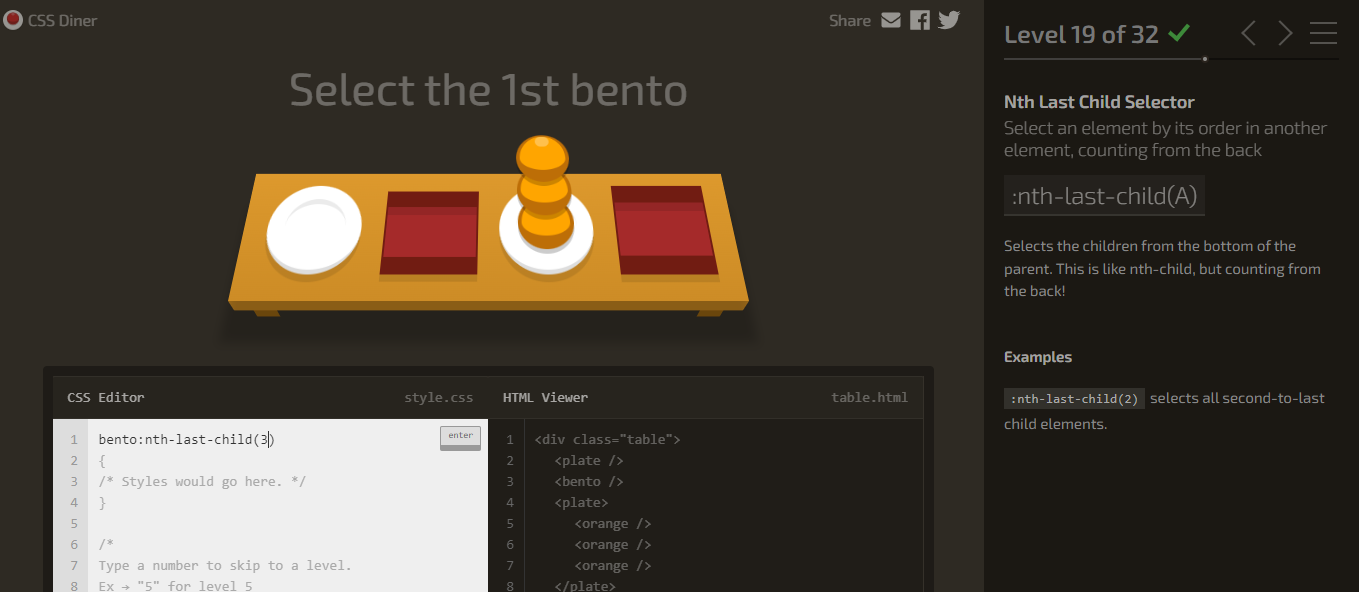 CSS Diner
Share
Select the 1st bento
CSS Editor
style.css
1 bento:nth-last-child(3)
enter
2 {
3 /* Styles would go here. */
4 }
5
6 /*
7 Type a number to skip to a level.
8 Ex → "5" for level 5
HTML Viewer
table.html
1 <div class="table">
2 <plate />
3 <bento />
4 <plate>
5 <orange />
6 <orange />
7 <orange />
8 </plate>
Level 19 of 32
Nth Last Child Selector
Select an element by its order in another
element, counting from the back
:nth-last-child(A)
Selects the children from the bottom of the
parent. This is like nth-child, but counting from
the back!
Examples
:nth-last-child(2) selects all second-to-last
child elements.